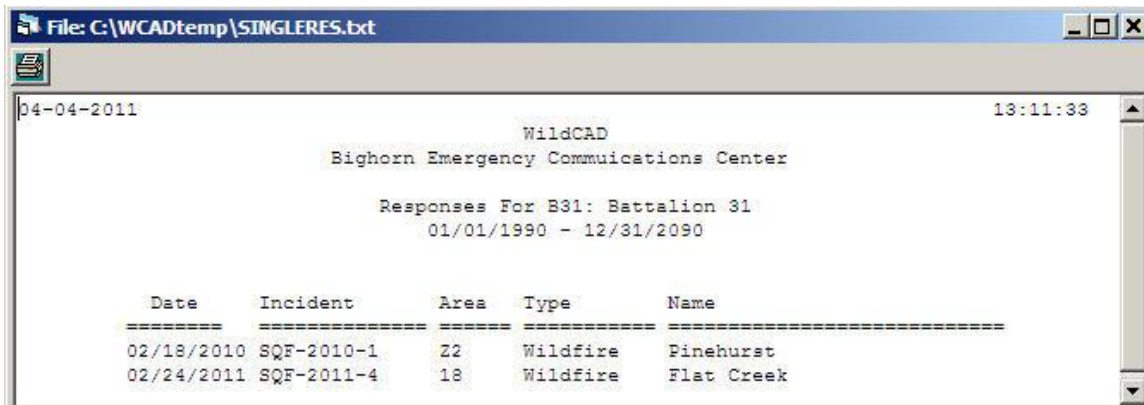 File: C:\WCADtemp\SINGLERES.txt
04-04-2011 13:11:33
WildCAD
Bighorn Emergency Commuications Center
Responses For B31: Battalion 31
01/01/1990 - 12/31/2090
Date Incident Area Type Name
======== ============== ====== =========== ============================
02/18/2010 SQF-2010-1 Z2 Wildfire Pinehurst
02/24/2011 SQF-2011-4 18 Wildfire Flat Creek